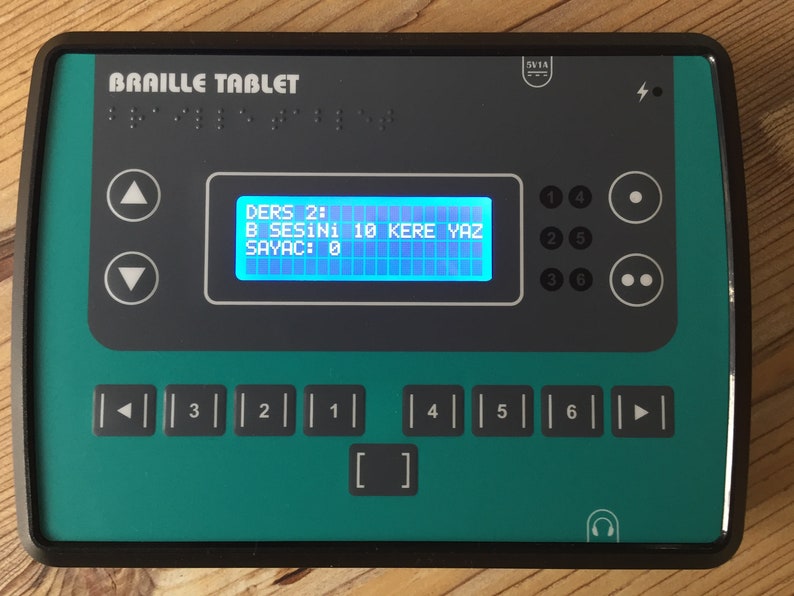 BRAILLE TABLET
⠃⠗⠁⠊⠇⠇⠑ ⠞⠁⠃⠇⠑⠞
5V1A
DERS 2:
B SESiNi 10 KERE YAZ
SAYAC: 0
1 4
2 5
3 6
3 2 1 4 5 6
[ ]